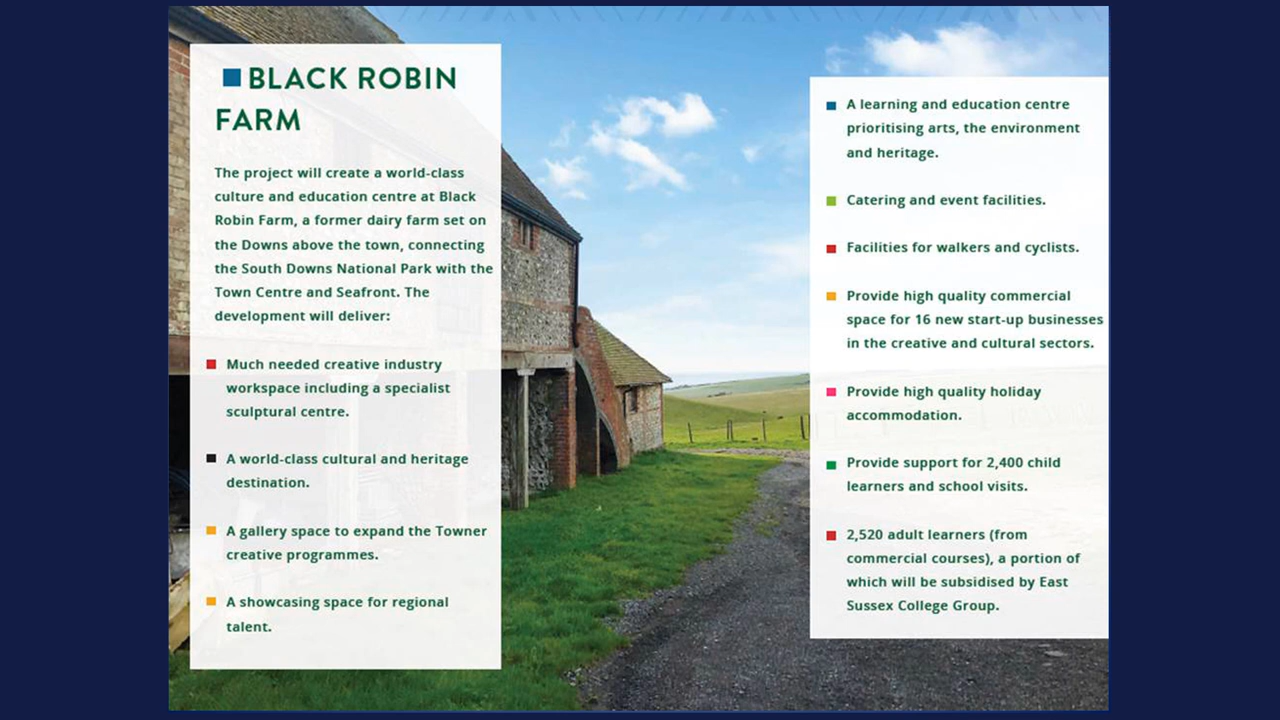 BLACK ROBIN
FARM
The project will create a world-class
culture and education centre at Black
Robin Farm, a former dairy farm set on
the Downs above the town, connecting
the South Downs National Park with the
Town Centre and Seafront. The
development will deliver:
Much needed creative industry
workspace including a specialist
sculptural centre.
A world-class cultural and heritage
destination.
A gallery space to expand the Towner
creative programmes.
A showcasing space for regional
talent.
A learning and education centre
prioritising arts, the environment
and heritage.
Catering and event facilities.
Facilities for walkers and cyclists.
Provide high quality commercial
space for 16 new start-up businesses
in the creative and cultural sectors.
Provide high quality holiday
accommodation.
Provide support for 2,400 child
learners and school visits.
2,520 adult learners (from
commercial courses), a portion of
which will be subsidised by East
Sussex College Group.